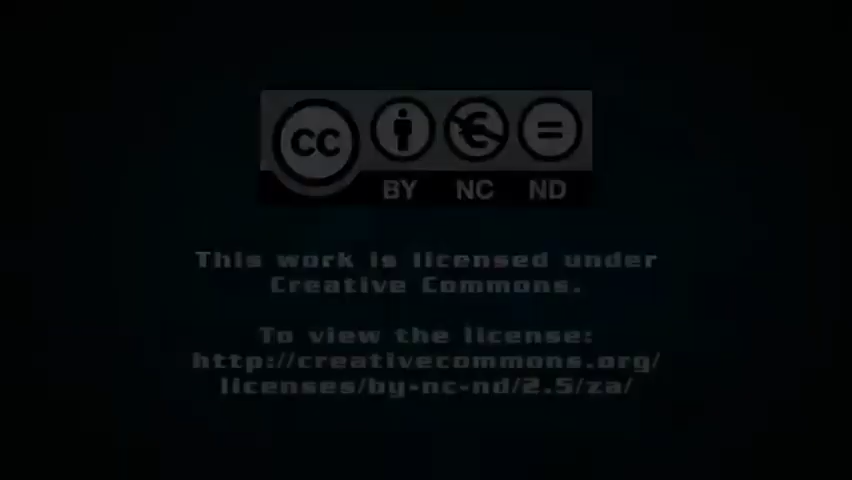 CC
BY NC ND
This work is licensed under
Creative Commons.
To view the license:
http://creativecommons.org/
licenses/by-nc-nd/2.5/za/